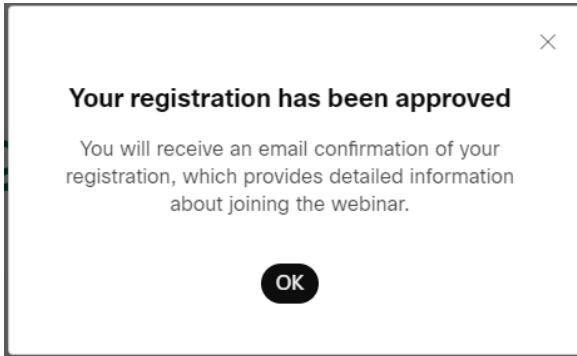 Your registration has been approved
You will receive an email confirmation of your
registration, which provides detailed information
about joining the webinar.
OK